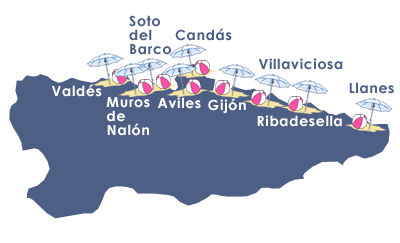 Soto
del
Barco
Candás
Villaviciosa
Valdés
Muros
de
Nalón
Aviles
Gijón
Llanes
Ribadesella